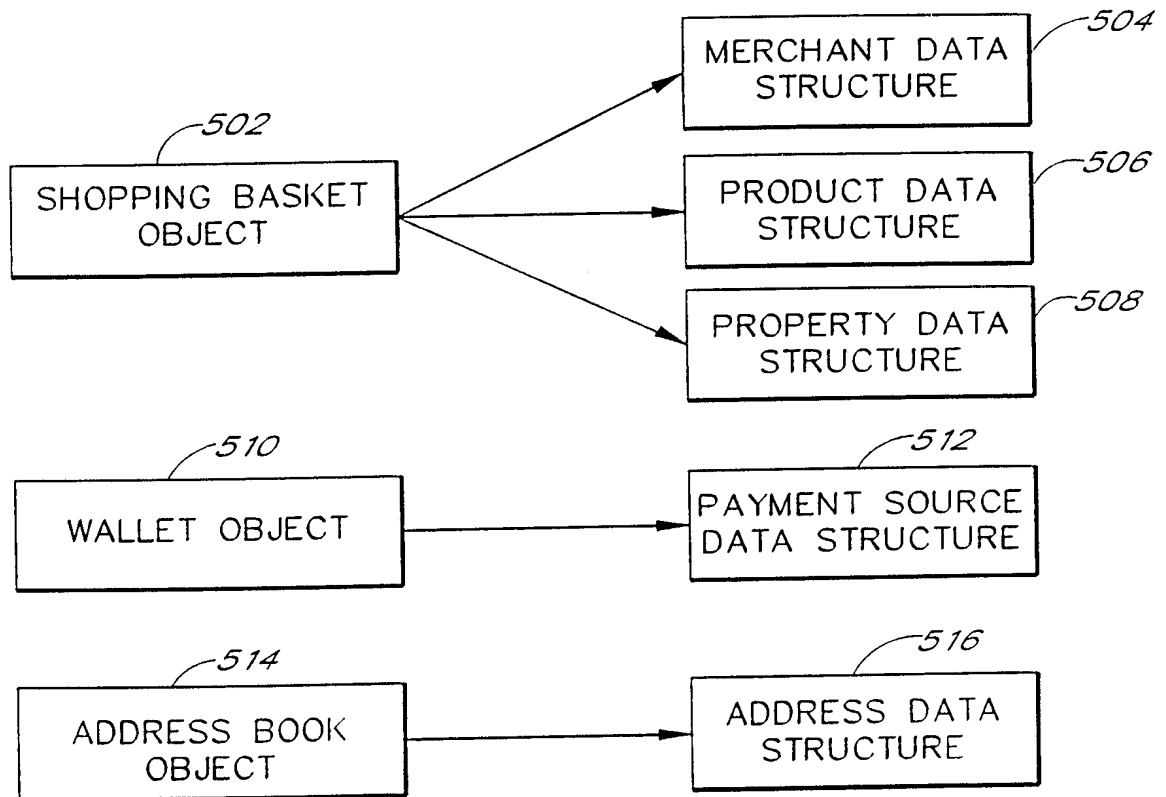 504
MERCHANT DATA
STRUCTURE
502
SHOPPING BASKET
OBJECT
506
PRODUCT DATA
STRUCTURE
508
PROPERTY DATA
STRUCTURE
510
WALLET OBJECT
512
PAYMENT SOURCE
DATA STRUCTURE
514
ADDRESS BOOK
OBJECT
516
ADDRESS DATA
STRUCTURE